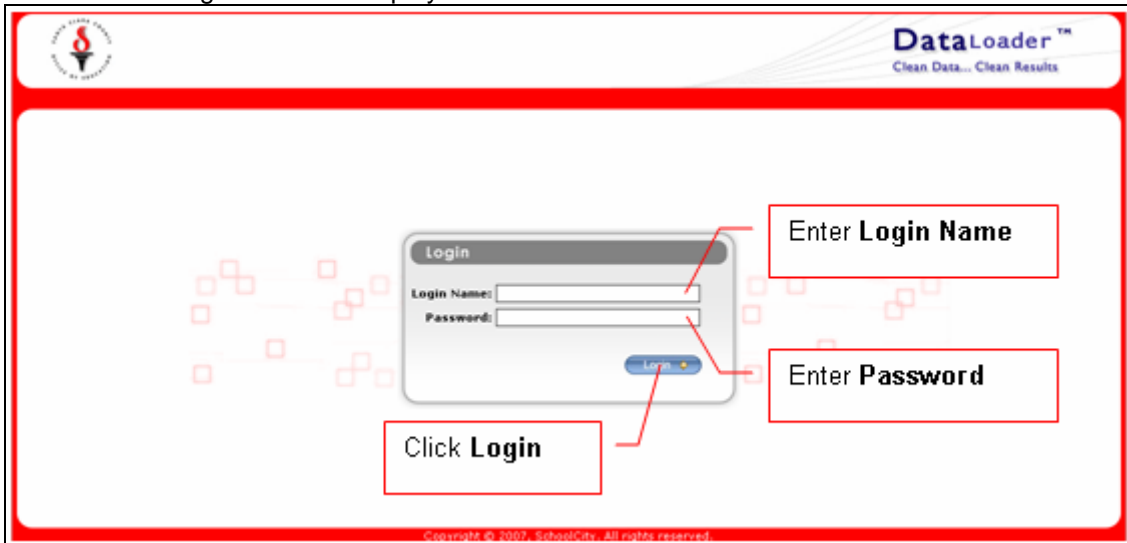 DataLoader™
Clean Data... Clean Results
Enter Login Name
Login
Login Name:
Password:
Login
Enter Password
Click Login
Copyright © 2007, SchoolCity. All rights reserved.